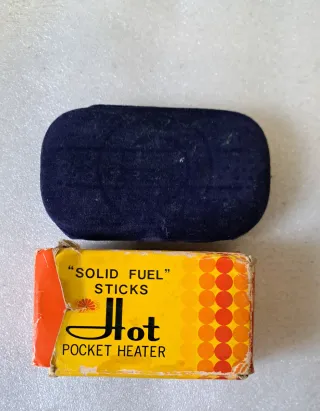 "SOLID FUEL"
STICKS
Hot
POCKET HEATER